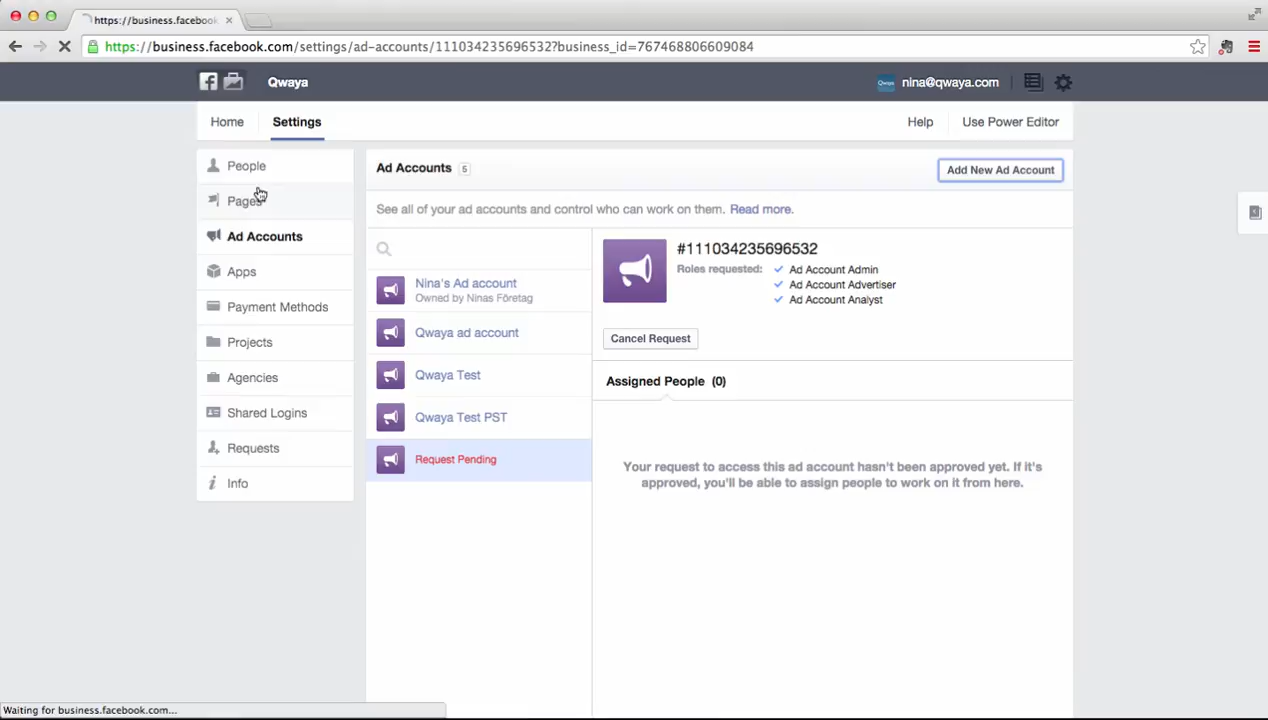 https://business.facebook
https://business.facebook.com/settings/ad-accounts/111034235696532?business_id=767468806609084
Qwaya
nina@qwaya.com
Home
Settings
Help
Use Power Editor
People
Pages
Ad Accounts
Apps
Payment Methods
Projects
Agencies
Shared Logins
Requests
Info
Ad Accounts 5
Add New Ad Account
See all of your ad accounts and control who can work on them. Read more.
Nina's Ad account
Owned by Ninas Företag
Qwaya ad account
Qwaya Test
Qwaya Test PST
Request Pending
#111034235696532
Roles requested:
Ad Account Admin
Ad Account Advertiser
Ad Account Analyst
Cancel Request
Assigned People (0)
Your request to access this ad account hasn't been approved yet. If it's
approved, you'll be able to assign people to work on it from here.
Waiting for business.facebook.com...